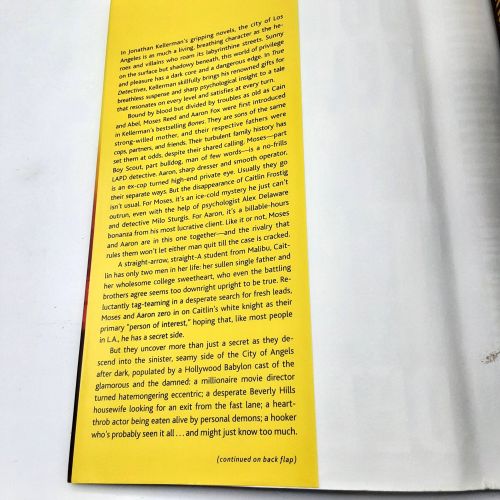 In Jonathan Kellerman's gripping novels, the city of Los
Angeles is as much a living, breathing character as the he-
roes and villains who roam its labyrinthine streets. Sunny
on the surface but shadowy beneath, this world of privilege
and pleasure has a dark core and a dangerous edge. In True
Detectives, Kellerman skillfully brings his renowned gifts for
breathless suspense and sharp psychological insight to a tale
that resonates on every level and satisfies at every turn.
Bound by blood but divided by troubles as old as Cain
and Abel, Moses Reed and Aaron Fox were first introduced
in Kellerman's bestselling Bones. They are sons of the same
strong-willed mother, and their respective fathers were
cops, partners, and friends. Their turbulent family history has
set them at odds, despite their shared calling. Moses—part
Boy Scout, part bulldog, man of few words—is a no-frills
LAPD detective. Aaron, sharp dresser and smooth operator,
is an ex-cop turned high-end private eye. Usually they go
their separate ways. But the disappearance of Caitlin Frostig
isn't usual. For Moses, it's an ice-cold mystery he just can't
outrun, even with the help of psychologist Alex Delaware
and detective Milo Sturgis. For Aaron, it's a billable-hours
bonanza from his most lucrative client. Like it or not, Moses
and Aaron are in this one together—and the rivalry that
rules them won't let either man quit till the case is cracked.
A straight-arrow, straight-A student from Malibu, Cait-
lin has only two men in her life: her sullen single father and
her wholesome college sweetheart, who even the battling
brothers agree seems too downright upright to be true. Re-
luctantly tag-teaming in a desperate search for fresh leads,
Moses and Aaron zero in on Caitlin's white knight as their
primary "person of interest," hoping that, like most people
in L.A., he has a secret side.
But they uncover more than just a secret as they de-
scend into the sinister, seamy side of the City of Angels
after dark, populated by a Hollywood Babylon cast of the
glamorous and the damned: a millionaire movie director
turned hatemongering eccentric; a desperate Beverly Hills
housewife looking for an exit from the fast lane; a heart-
throb actor being eaten alive by personal demons; a hooker
who's probably seen it all . . . and might just know too much.
(continued on back flap)